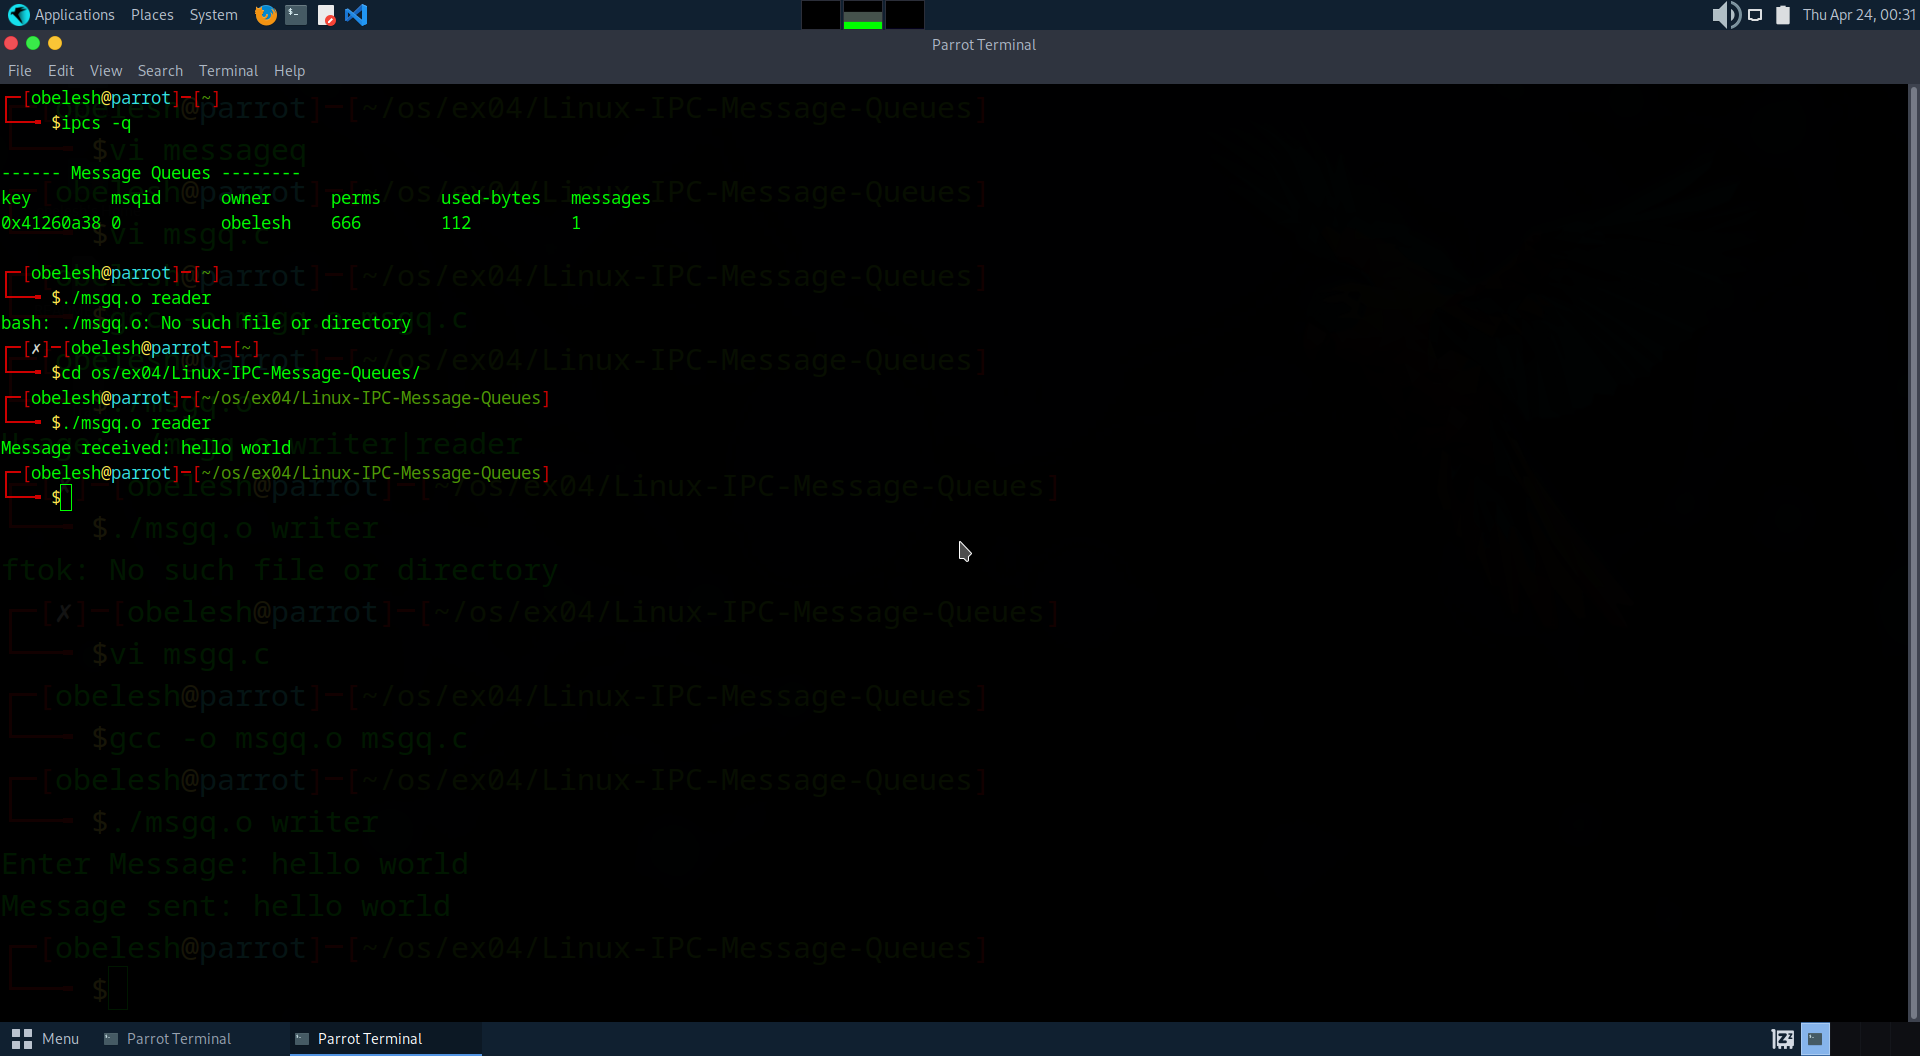 Applications Places System Thu Apr 24, 00:31
Parrot Terminal
File Edit View Search Terminal Help
┌─[obelesh@parrot]─[~]
└──╼ $ipcs -q
------ Message Queues --------
key msqid owner perms used-bytes messages
0x41260a38 0 obelesh 666 112 1
┌─[obelesh@parrot]─[~]
└──╼ $./msgq.o reader
bash: ./msgq.o: No such file or directory
┌─[✗]─[obelesh@parrot]─[~]
└──╼ $cd os/ex04/Linux-IPC-Message-Queues/
┌─[obelesh@parrot]─[~/os/ex04/Linux-IPC-Message-Queues]
└──╼ $./msgq.o reader
Message received: hello world
┌─[obelesh@parrot]─[~/os/ex04/Linux-IPC-Message-Queues]
└──╼ $
[obelesh@parrot]─[~/os/ex04/Linux-IPC-Message-Queues]
$vi messageq
[obelesh@parrot]─[~/os/ex04/Linux-IPC-Message-Queues]
$vi msgq.c
[obelesh@parrot]─[~/os/ex04/Linux-IPC-Message-Queues]
msgq.c
[obelesh@parrot]─[~/os/ex04/Linux-IPC-Message-Queues]
writer|reader
[obelesh@parrot]─[~/os/ex04/Linux-IPC-Message-Queues]
$./msgq.o writer
ftok: No such file or directory
┌─[✗]─[obelesh@parrot]─[~/os/ex04/Linux-IPC-Message-Queues]
└──╼ $vi msgq.c
┌─[obelesh@parrot]─[~/os/ex04/Linux-IPC-Message-Queues]
└──╼ $gcc -o msgq.o msgq.c
┌─[obelesh@parrot]─[~/os/ex04/Linux-IPC-Message-Queues]
└──╼ $./msgq.o writer
Enter Message: hello world
Message sent: hello world
┌─[obelesh@parrot]─[~/os/ex04/Linux-IPC-Message-Queues]
└──╼ $
Menu Parrot Terminal Parrot Terminal